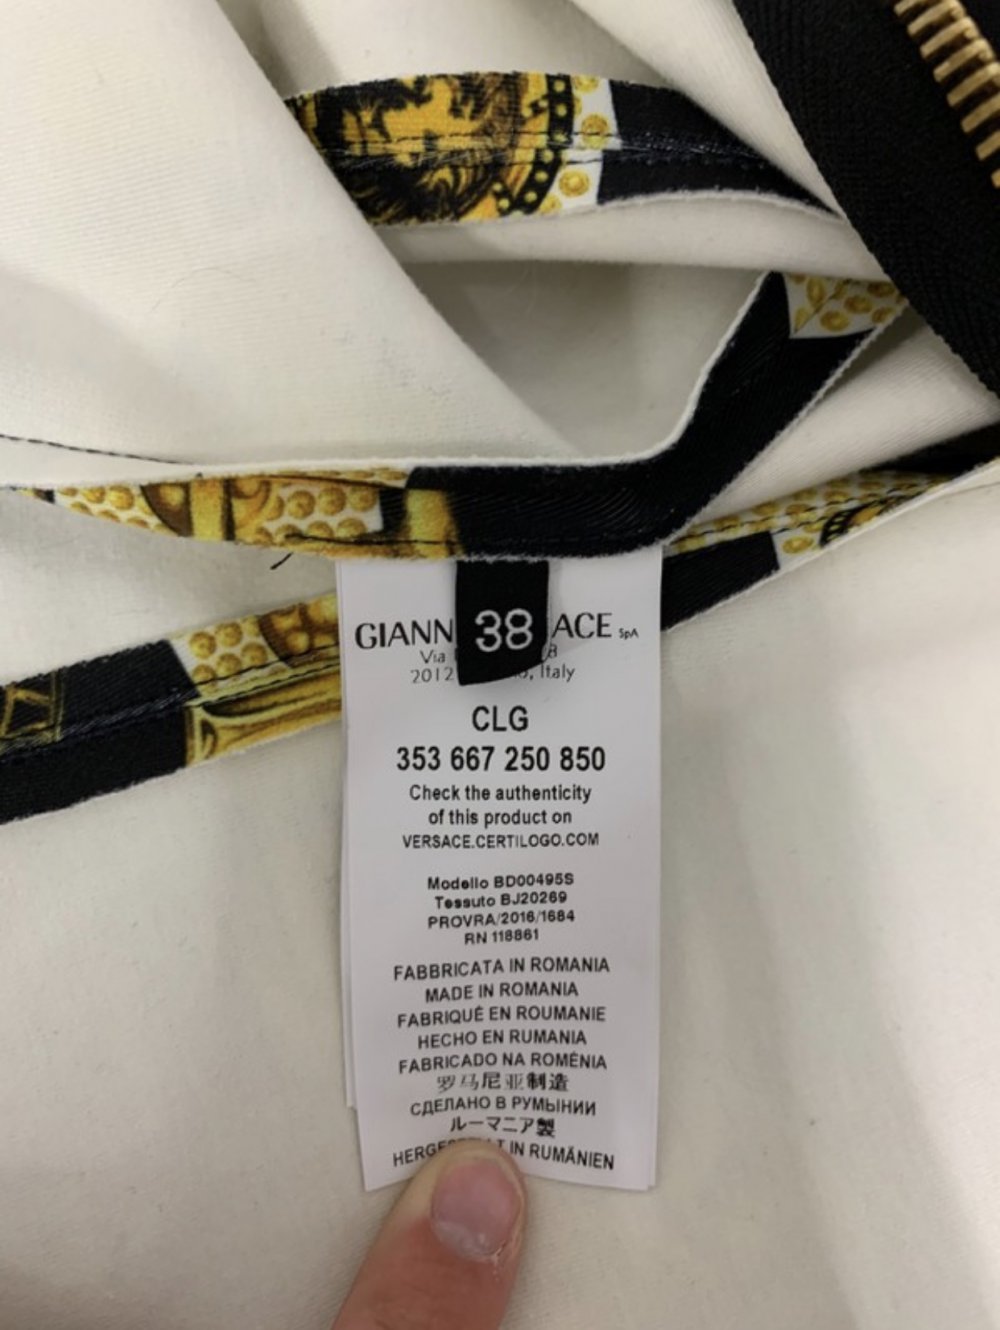 38
GIANN ACE SpA
Via 8
2012 , Italy
CLG
353 667 250 850
Check the authenticity
of this product on
VERSACE.CERTILOGO.COM
Modello BD00495S
Tessuto BJ20269
PROVRA/2016/1684
RN 118861
FABBRICATA IN ROMANIA
MADE IN ROMANIA
FABRIQUÉ EN ROUMANIE
HECHO EN RUMANIA
FABRICADO NA ROMÉNIA
罗马尼亚制造
СДЕЛАНО В РУМЫНИИ
ルーマニア製
IN RUMÄNIEN